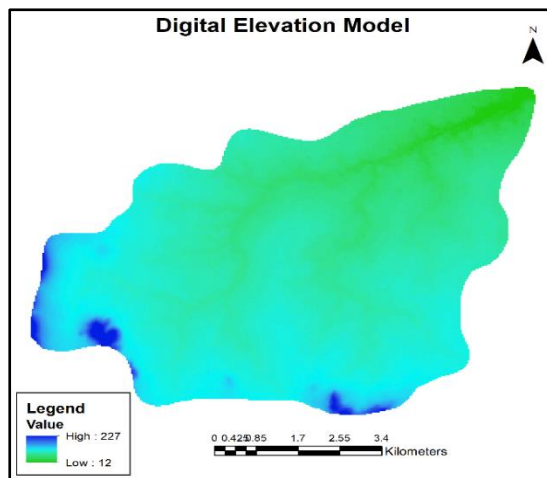 Digital Elevation Model
N
Legend
Value
High : 227
Low : 12
0 0.425 0.85 1.7 2.55 3.4
Kilometers